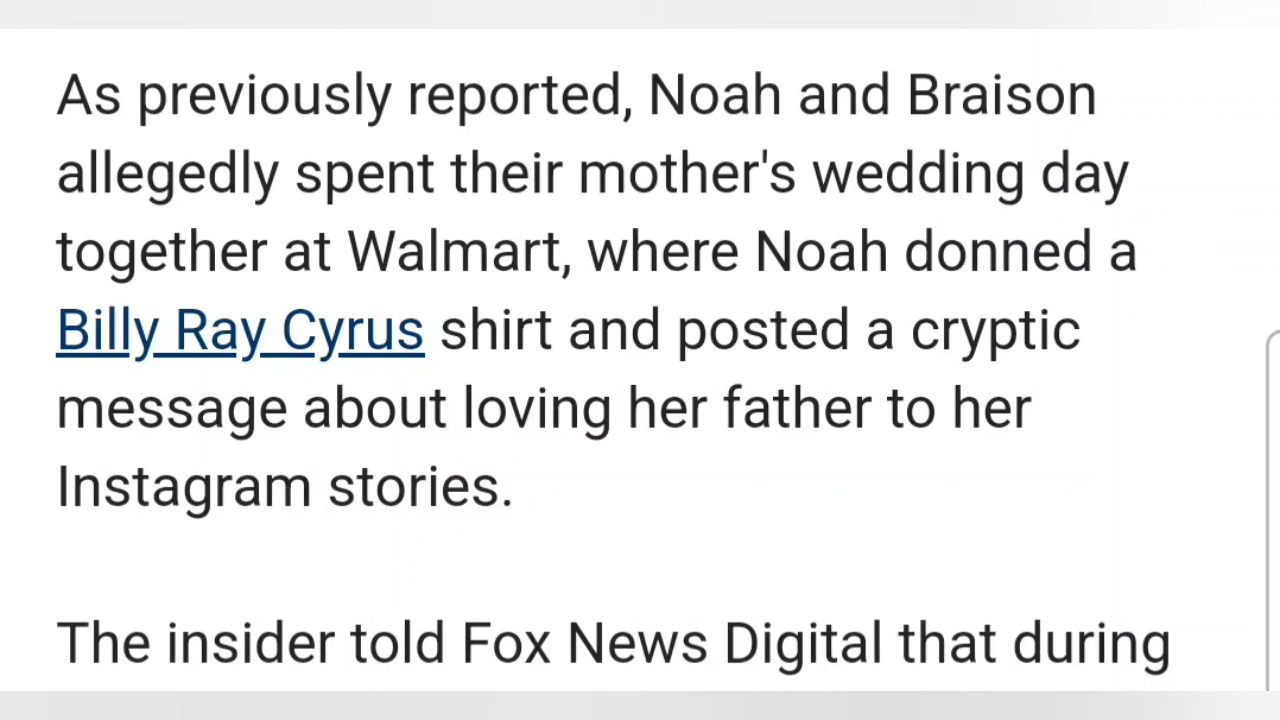 As previously reported, Noah and Braison
allegedly spent their mother's wedding day
together at Walmart, where Noah donned a
Billy Ray Cyrus shirt and posted a cryptic
message about loving her father to her
Instagram stories.
The insider told Fox News Digital that during